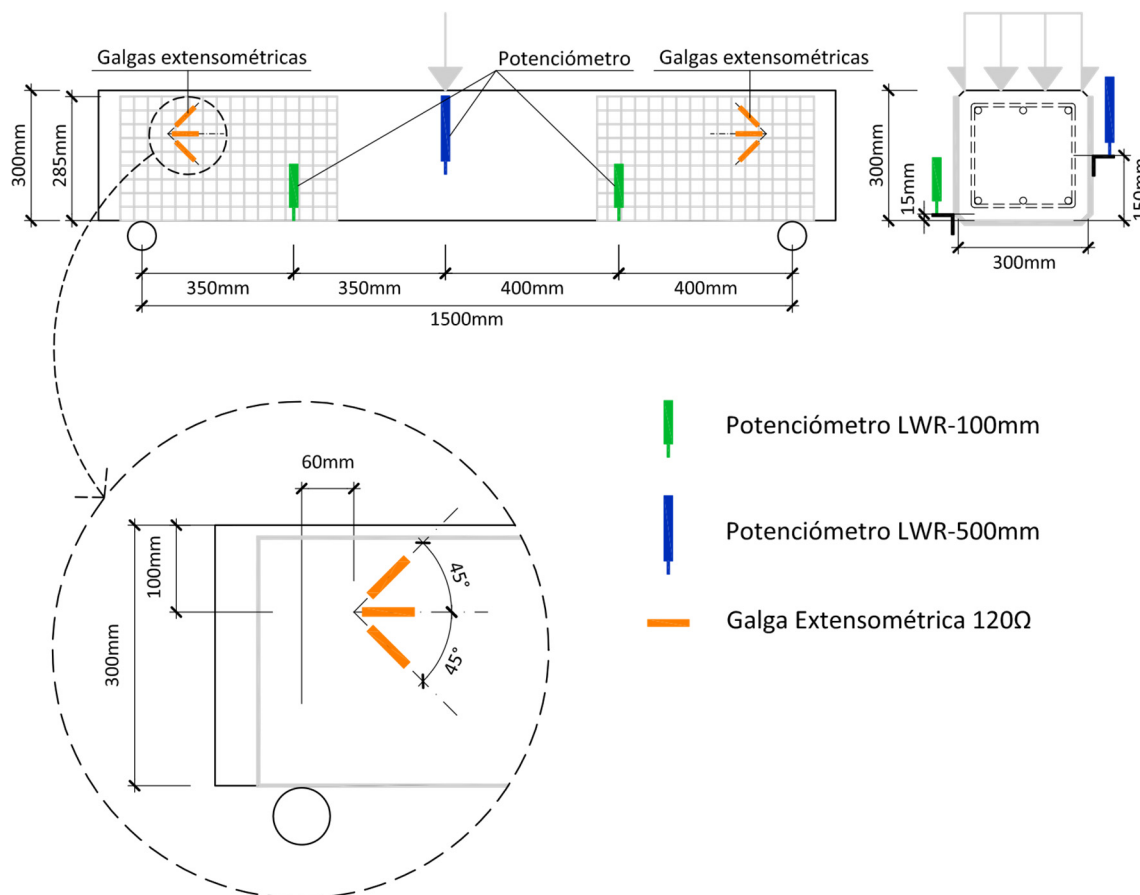 Galgas extensométricas
Potenciómetro
Galgas extensométricas
300mm
285mm
350mm
350mm
400mm
400mm
1500mm
300mm
15mm
150mm
300mm
60mm
100mm
300mm
45°
45°
Potenciómetro LWR-100mm
Potenciómetro LWR-500mm
Galga Extensométrica 120Ω